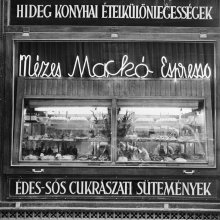 HIDEG KONYHAI ÉTELKÜLÖNLEGESSÉGEK
Mézes Mackó Espresso
ÉDES-SÓS CUKRÁSZATI SÜTEMÉNYEK